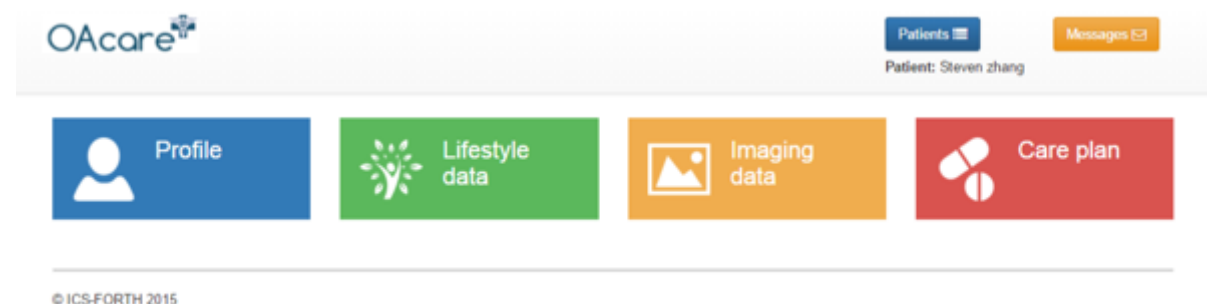 OAcare
Patients
Messages
Patient: Steven zhang
Profile
Lifestyle
data
Imaging
data
Care plan
© ICS-FORTH 2015